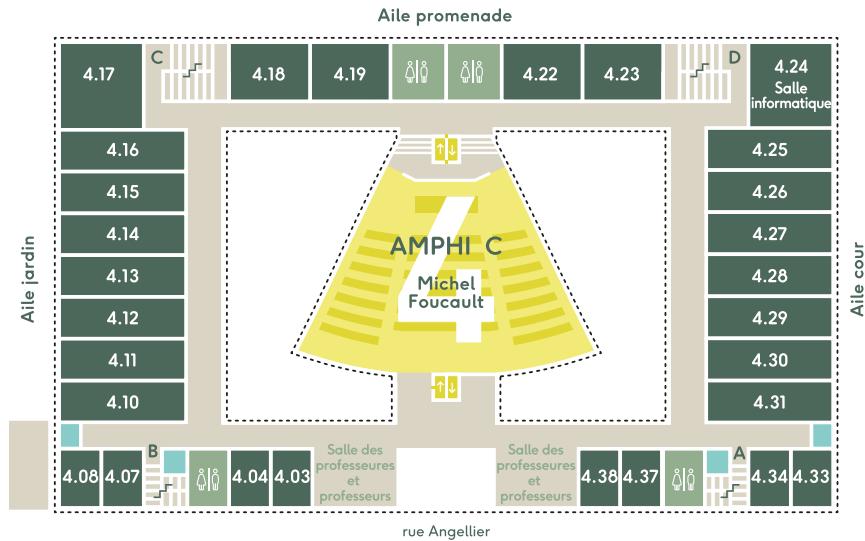 Aile promenade
C
D
4.17
4.18
4.19
4.22
4.23
4.24
Salle
informatique
4.16
4.15
4.14
4.13
4.12
4.11
4.10
Aile jardin
4
AMPHI C
Michel
Foucault
4.25
4.26
4.27
4.28
4.29
4.30
4.31
Aile cour
B
A
4.08
4.07
4.04
4.03
Salle des
professeures
et
professeurs
Salle des
professeures
et
professeurs
4.38
4.37
4.34
4.33
rue Angellier